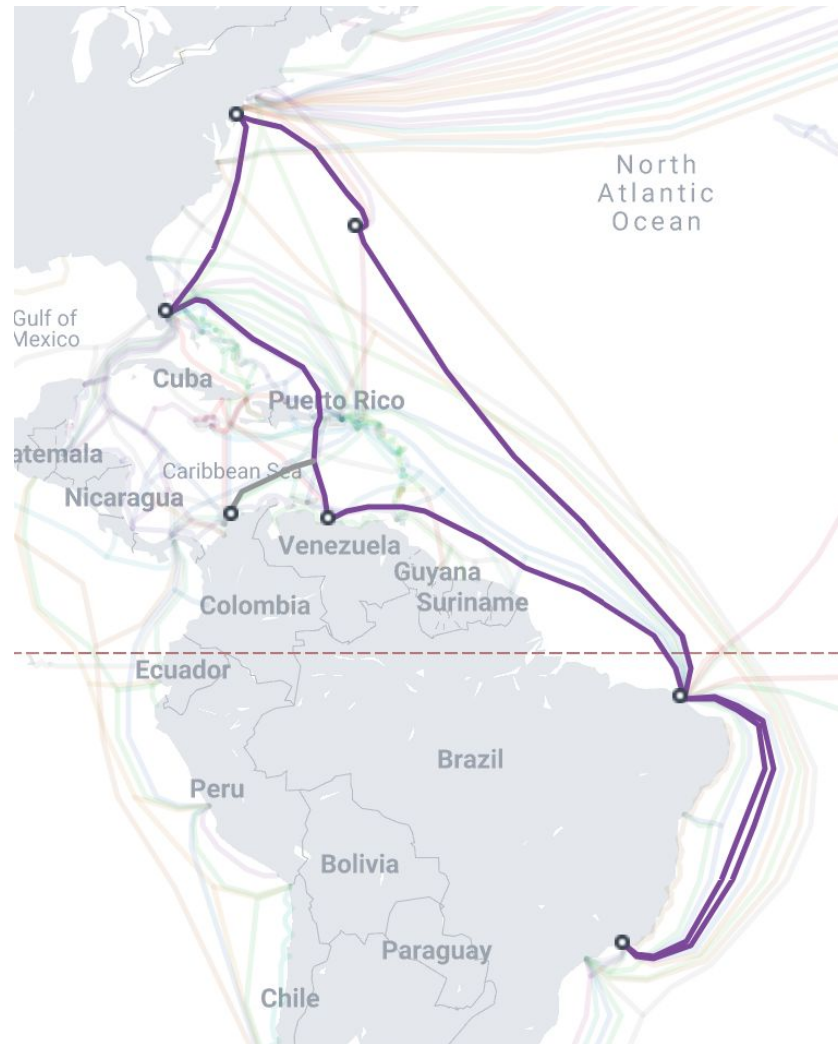 North
Atlantic
Ocean
Gulf of
Mexico
Cuba
Puerto Rico
atemala
Caribbean Sea
Nicaragua
Venezuela
Guyana
Colombia
Suriname
Ecuador
Brazil
Peru
Bolivia
Paraguay
Chile